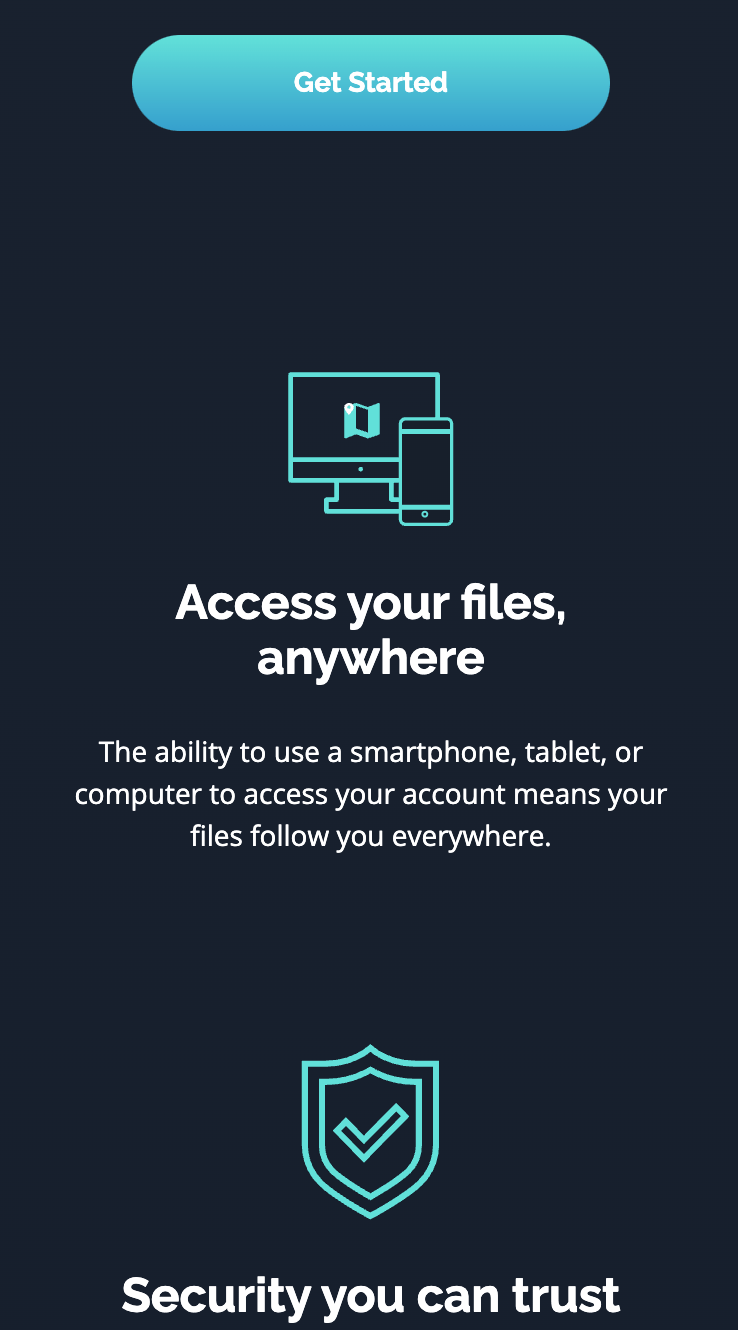 Get Started
Access your files,
anywhere
The ability to use a smartphone, tablet, or
computer to access your account means your
files follow you everywhere.
Security you can trust